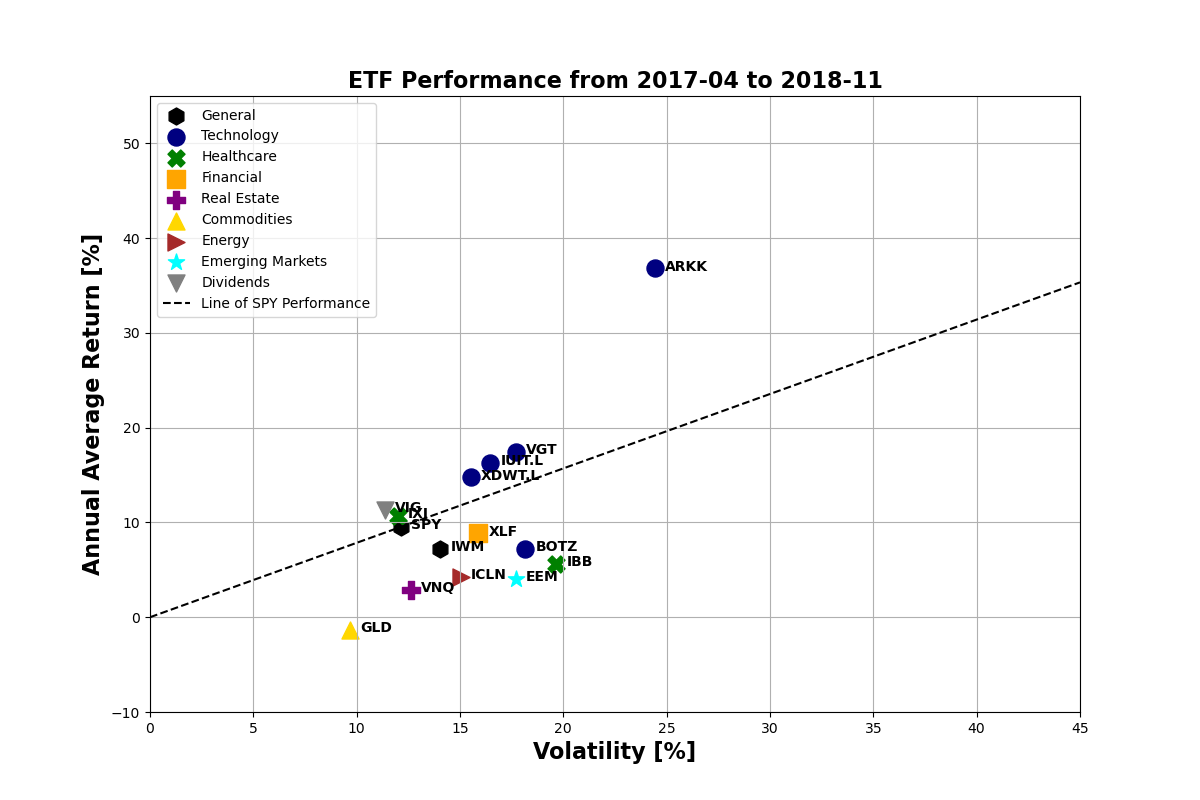 ETF Performance from 2017-04 to 2018-11
General
Technology
Healthcare
Financial
Real Estate
Commodities
Energy
Emerging Markets
Dividends
Line of SPY Performance
Annual Average Return [%]
50
40
30
20
10
0
−10
ARKK
VGT
IUIT.L
XDWT.L
VIG
IXJ
SPY
XLF
IWM
BOTZ
IBB
ICLN
EEM
VNQ
GLD
0 5 10 15 20 25 30 35 40 45
Volatility [%]